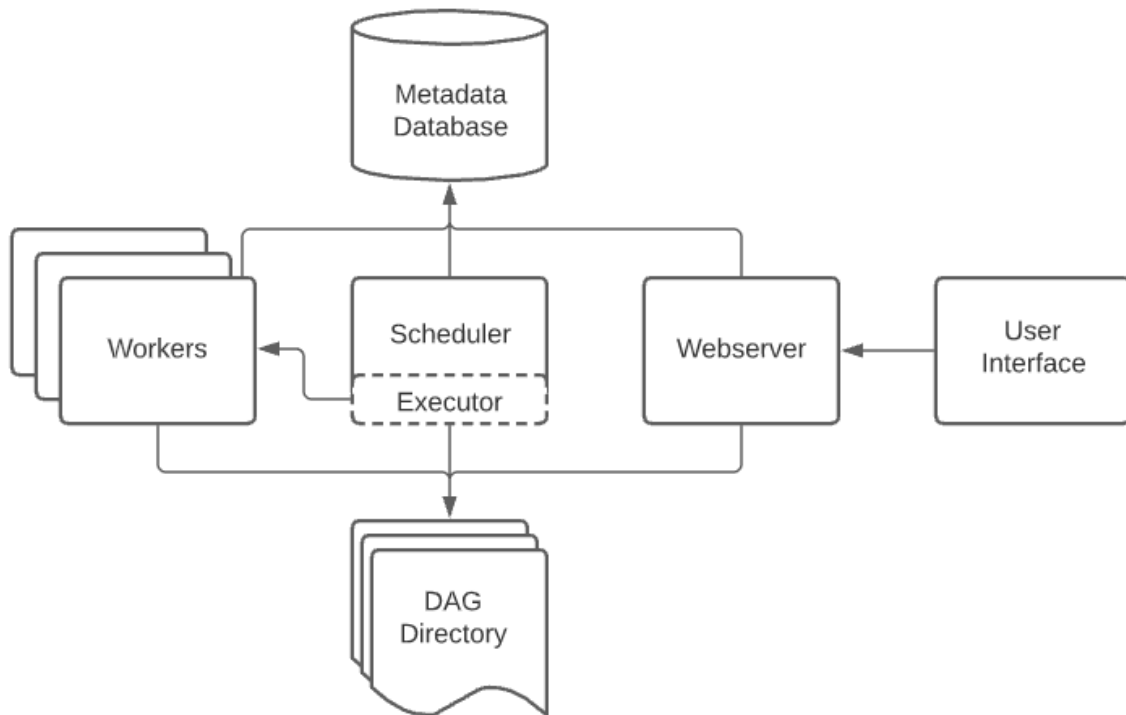 Metadata
Database
Workers
Scheduler
Executor
Webserver
User
Interface
DAG
Directory